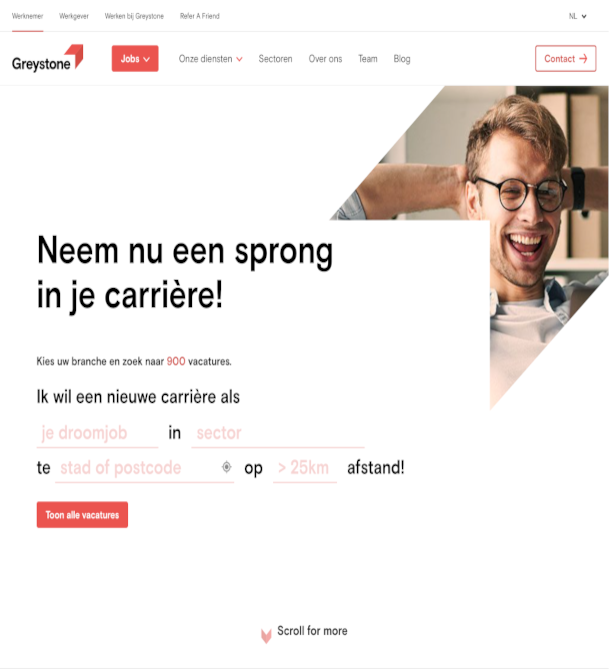 Werknemer Werkgever Werken bij Greystone Refer A Friend NL
Greystone Jobs Onze diensten Sectoren Over ons Team Blog Contact
Neem nu een sprong
in je carrière!
Kies uw branche en zoek naar 900 vacatures.
Ik wil een nieuwe carrière als
je droomjob in sector
te stad of postcode op > 25km afstand!
Toon alle vacatures
Scroll for more